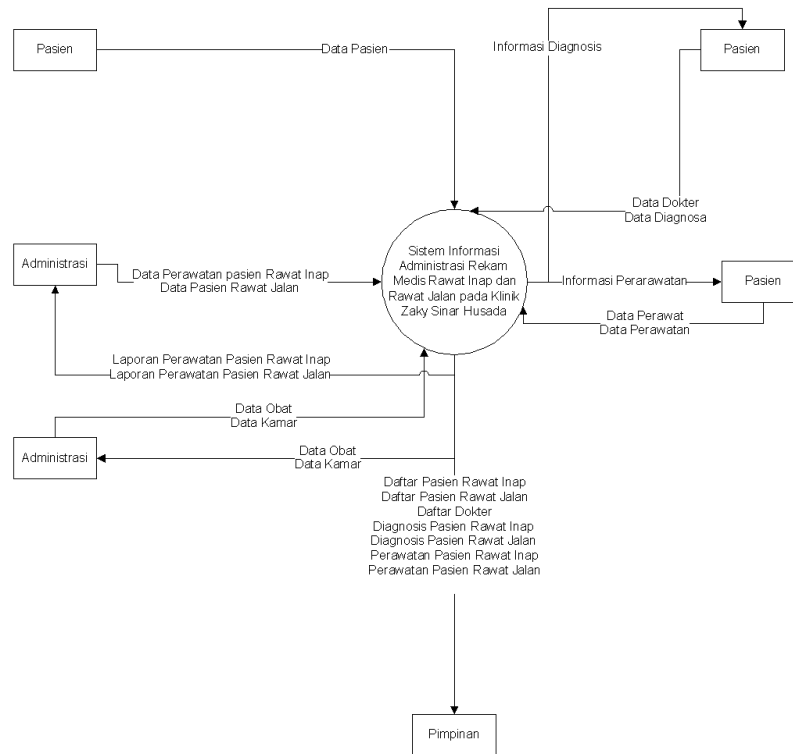 Pasien
Data Pasien
Informasi Diagnosis
Pasien
Data Dokter
Data Diagnosa
Administrasi
Data Perawatan pasien Rawat Inap
Data Pasien Rawat Jalan
Sistem Informasi
Administrasi Rekam
Medis Rawat Inap dan
Rawat Jalan pada Klinik
Zaky Sinar Husada
Informasi Perarawatan
Pasien
Data Perawat
Data Perawatan
Laporan Perawatan Pasien Rawat Inap
Laporan Perawatan Pasien Rawat Jalan
Data Obat
Data Kamar
Administrasi
Data Obat
Data Kamar
Daftar Pasien Rawat Inap
Daftar Pasien Rawat Jalan
Daftar Dokter
Diagnosis Pasien Rawat Inap
Diagnosis Pasien Rawat Jalan
Perawatan Pasien Rawat Inap
Perawatan Pasien Rawat Jalan
Pimpinan